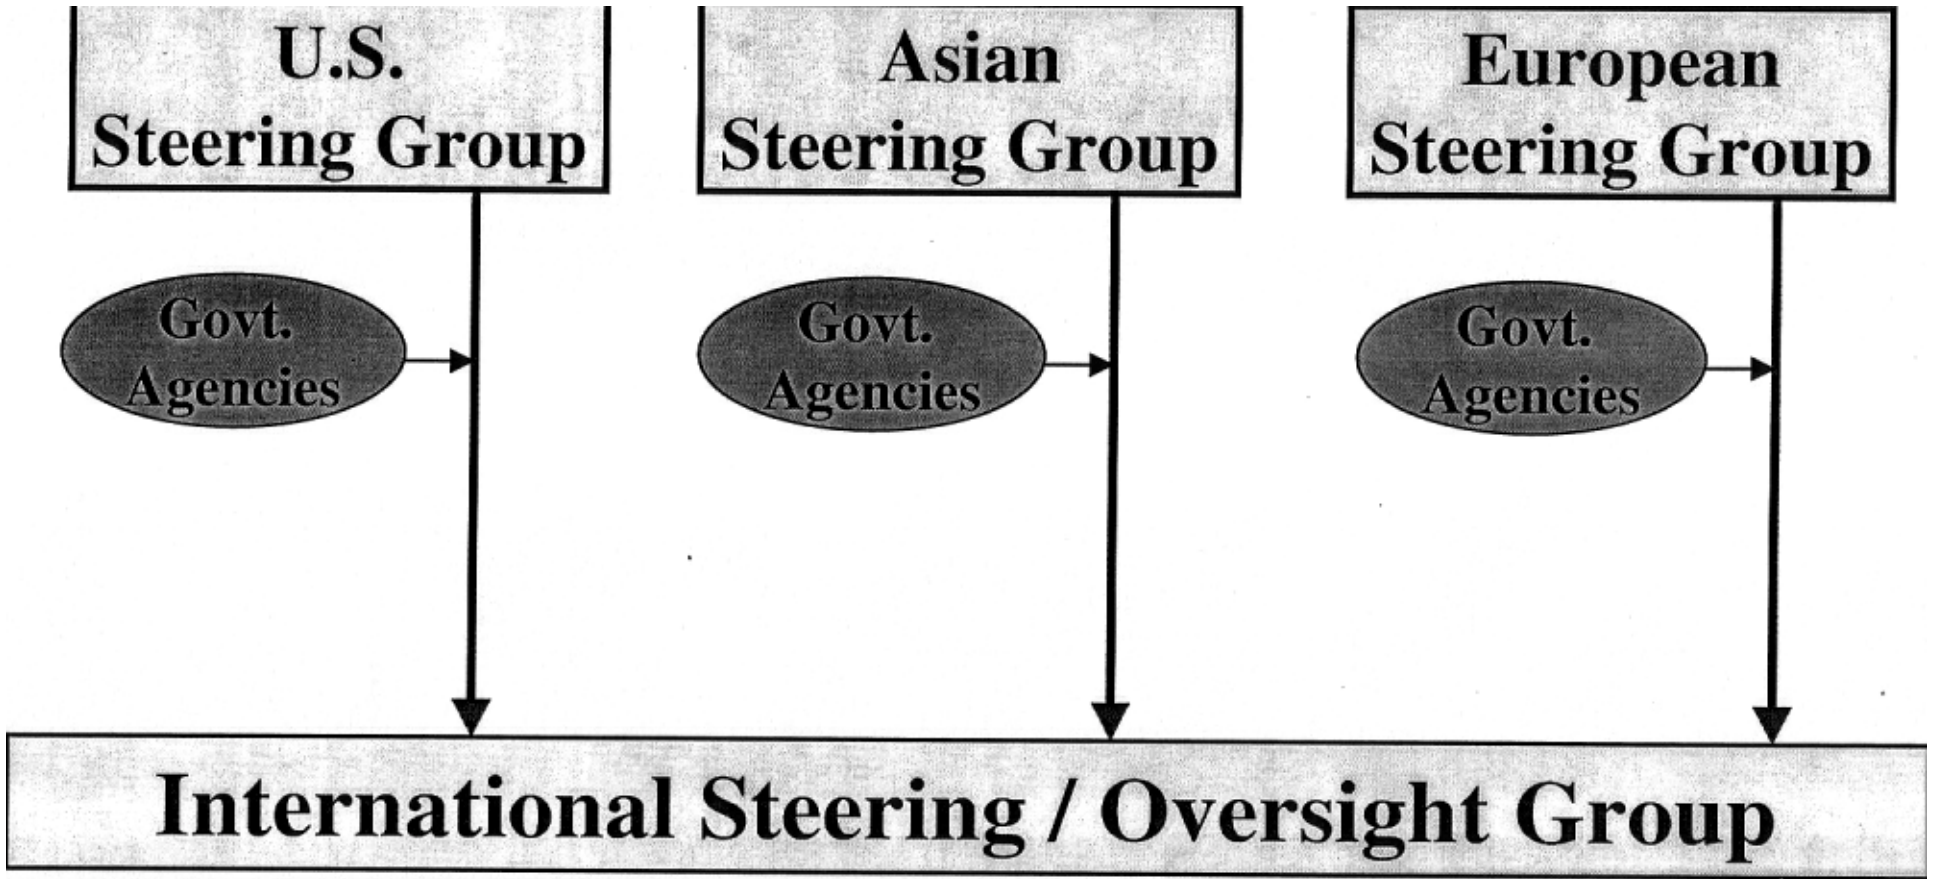 U.S.
Steering Group
Asian
Steering Group
European
Steering Group
Govt.
Agencies
Govt.
Agencies
Govt.
Agencies
International Steering / Oversight Group